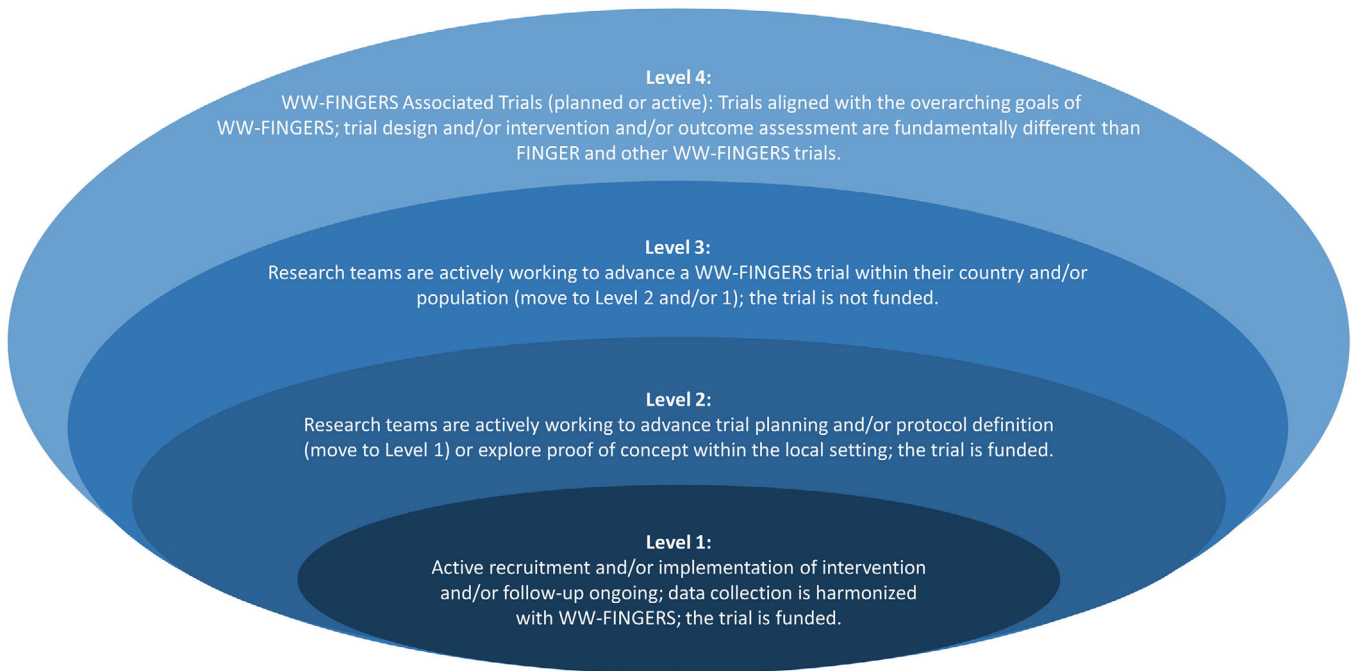 Level 4:
WW-FINGERS Associated Trials (planned or active): Trials aligned with the overarching goals of
WW-FINGERS; trial design and/or intervention and/or outcome assessment are fundamentally different than
FINGER and other WW-FINGERS trials.
Level 3:
Research teams are actively working to advance a WW-FINGERS trial within their country and/or
population (move to Level 2 and/or 1); the trial is not funded.
Level 2:
Research teams are actively working to advance trial planning and/or protocol definition
(move to Level 1) or explore proof of concept within the local setting; the trial is funded.
Level 1:
Active recruitment and/or implementation of intervention
and/or follow-up ongoing; data collection is harmonized
with WW-FINGERS; the trial is funded.